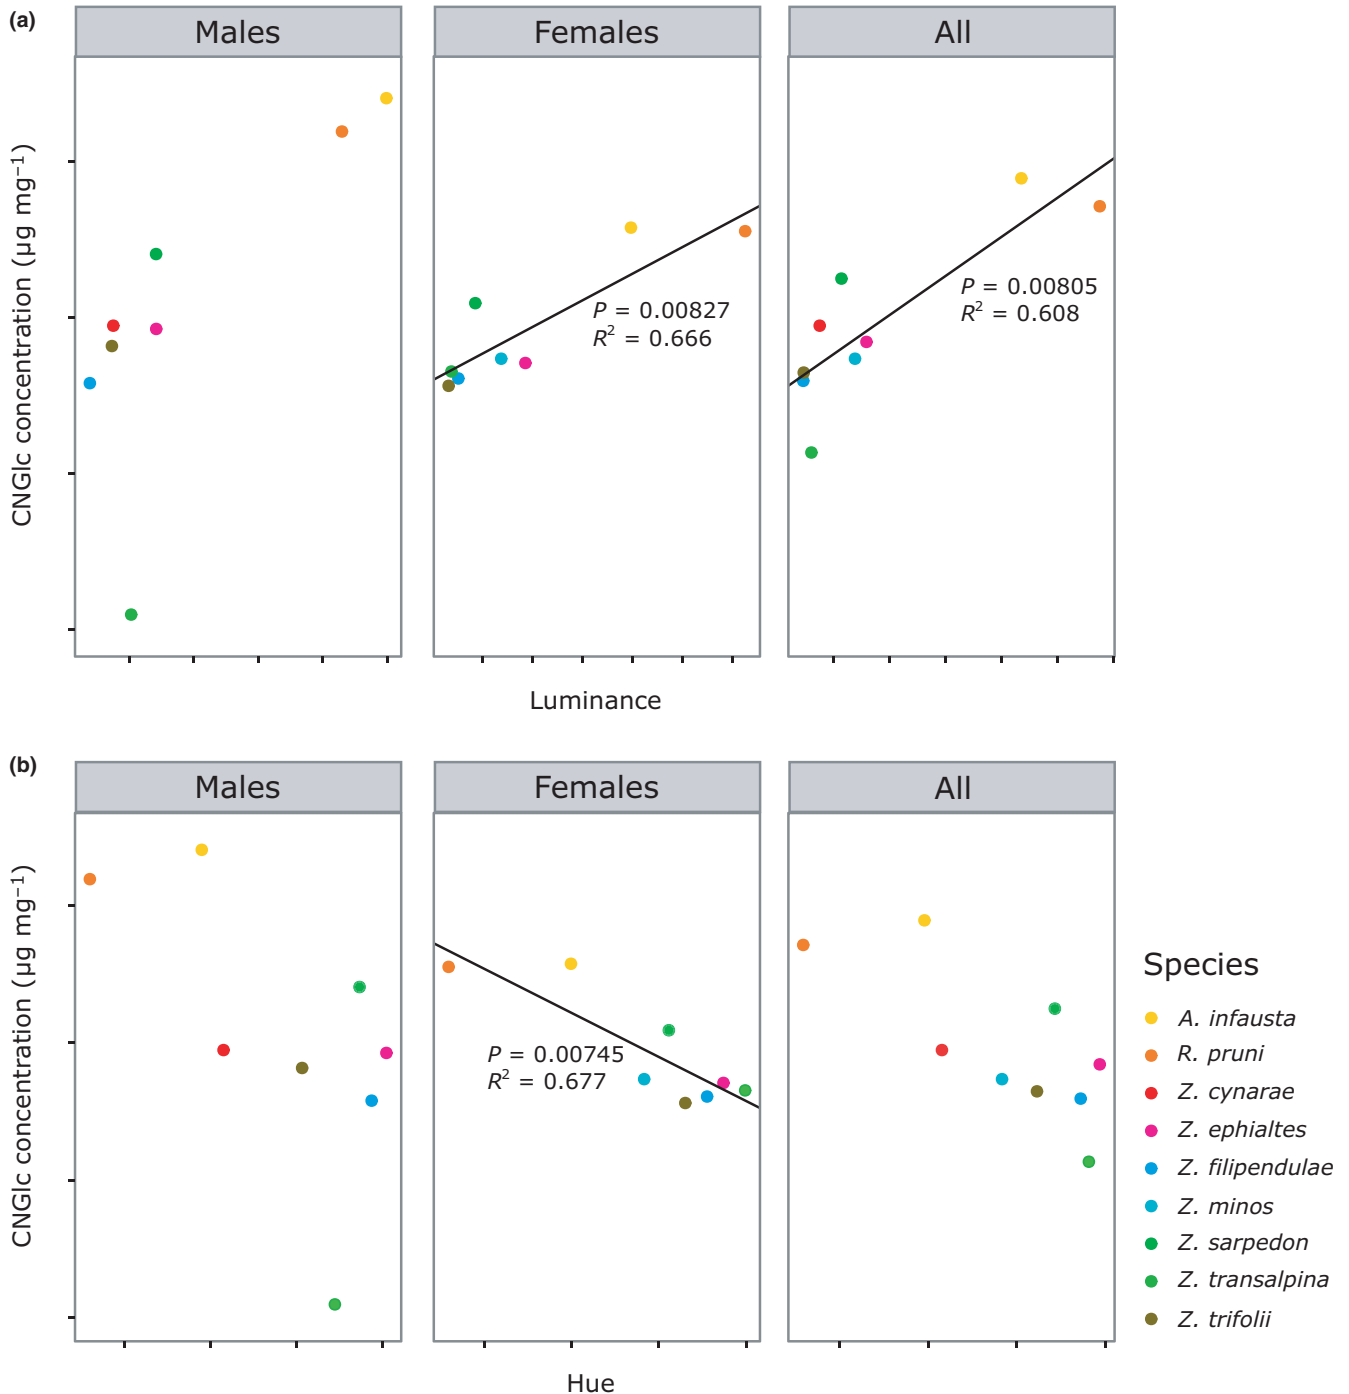 (a)
Males
Females
All
CNGlc concentration (µg mg⁻¹)
P = 0.00827
R² = 0.666
P = 0.00805
R² = 0.608
Luminance
(b)
Males
Females
All
CNGlc concentration (µg mg⁻¹)
P = 0.00745
R² = 0.677
Hue
Species
A. infausta
R. pruni
Z. cynarae
Z. ephialtes
Z. filipendulae
Z. minos
Z. sarpedon
Z. transalpina
Z. trifolii